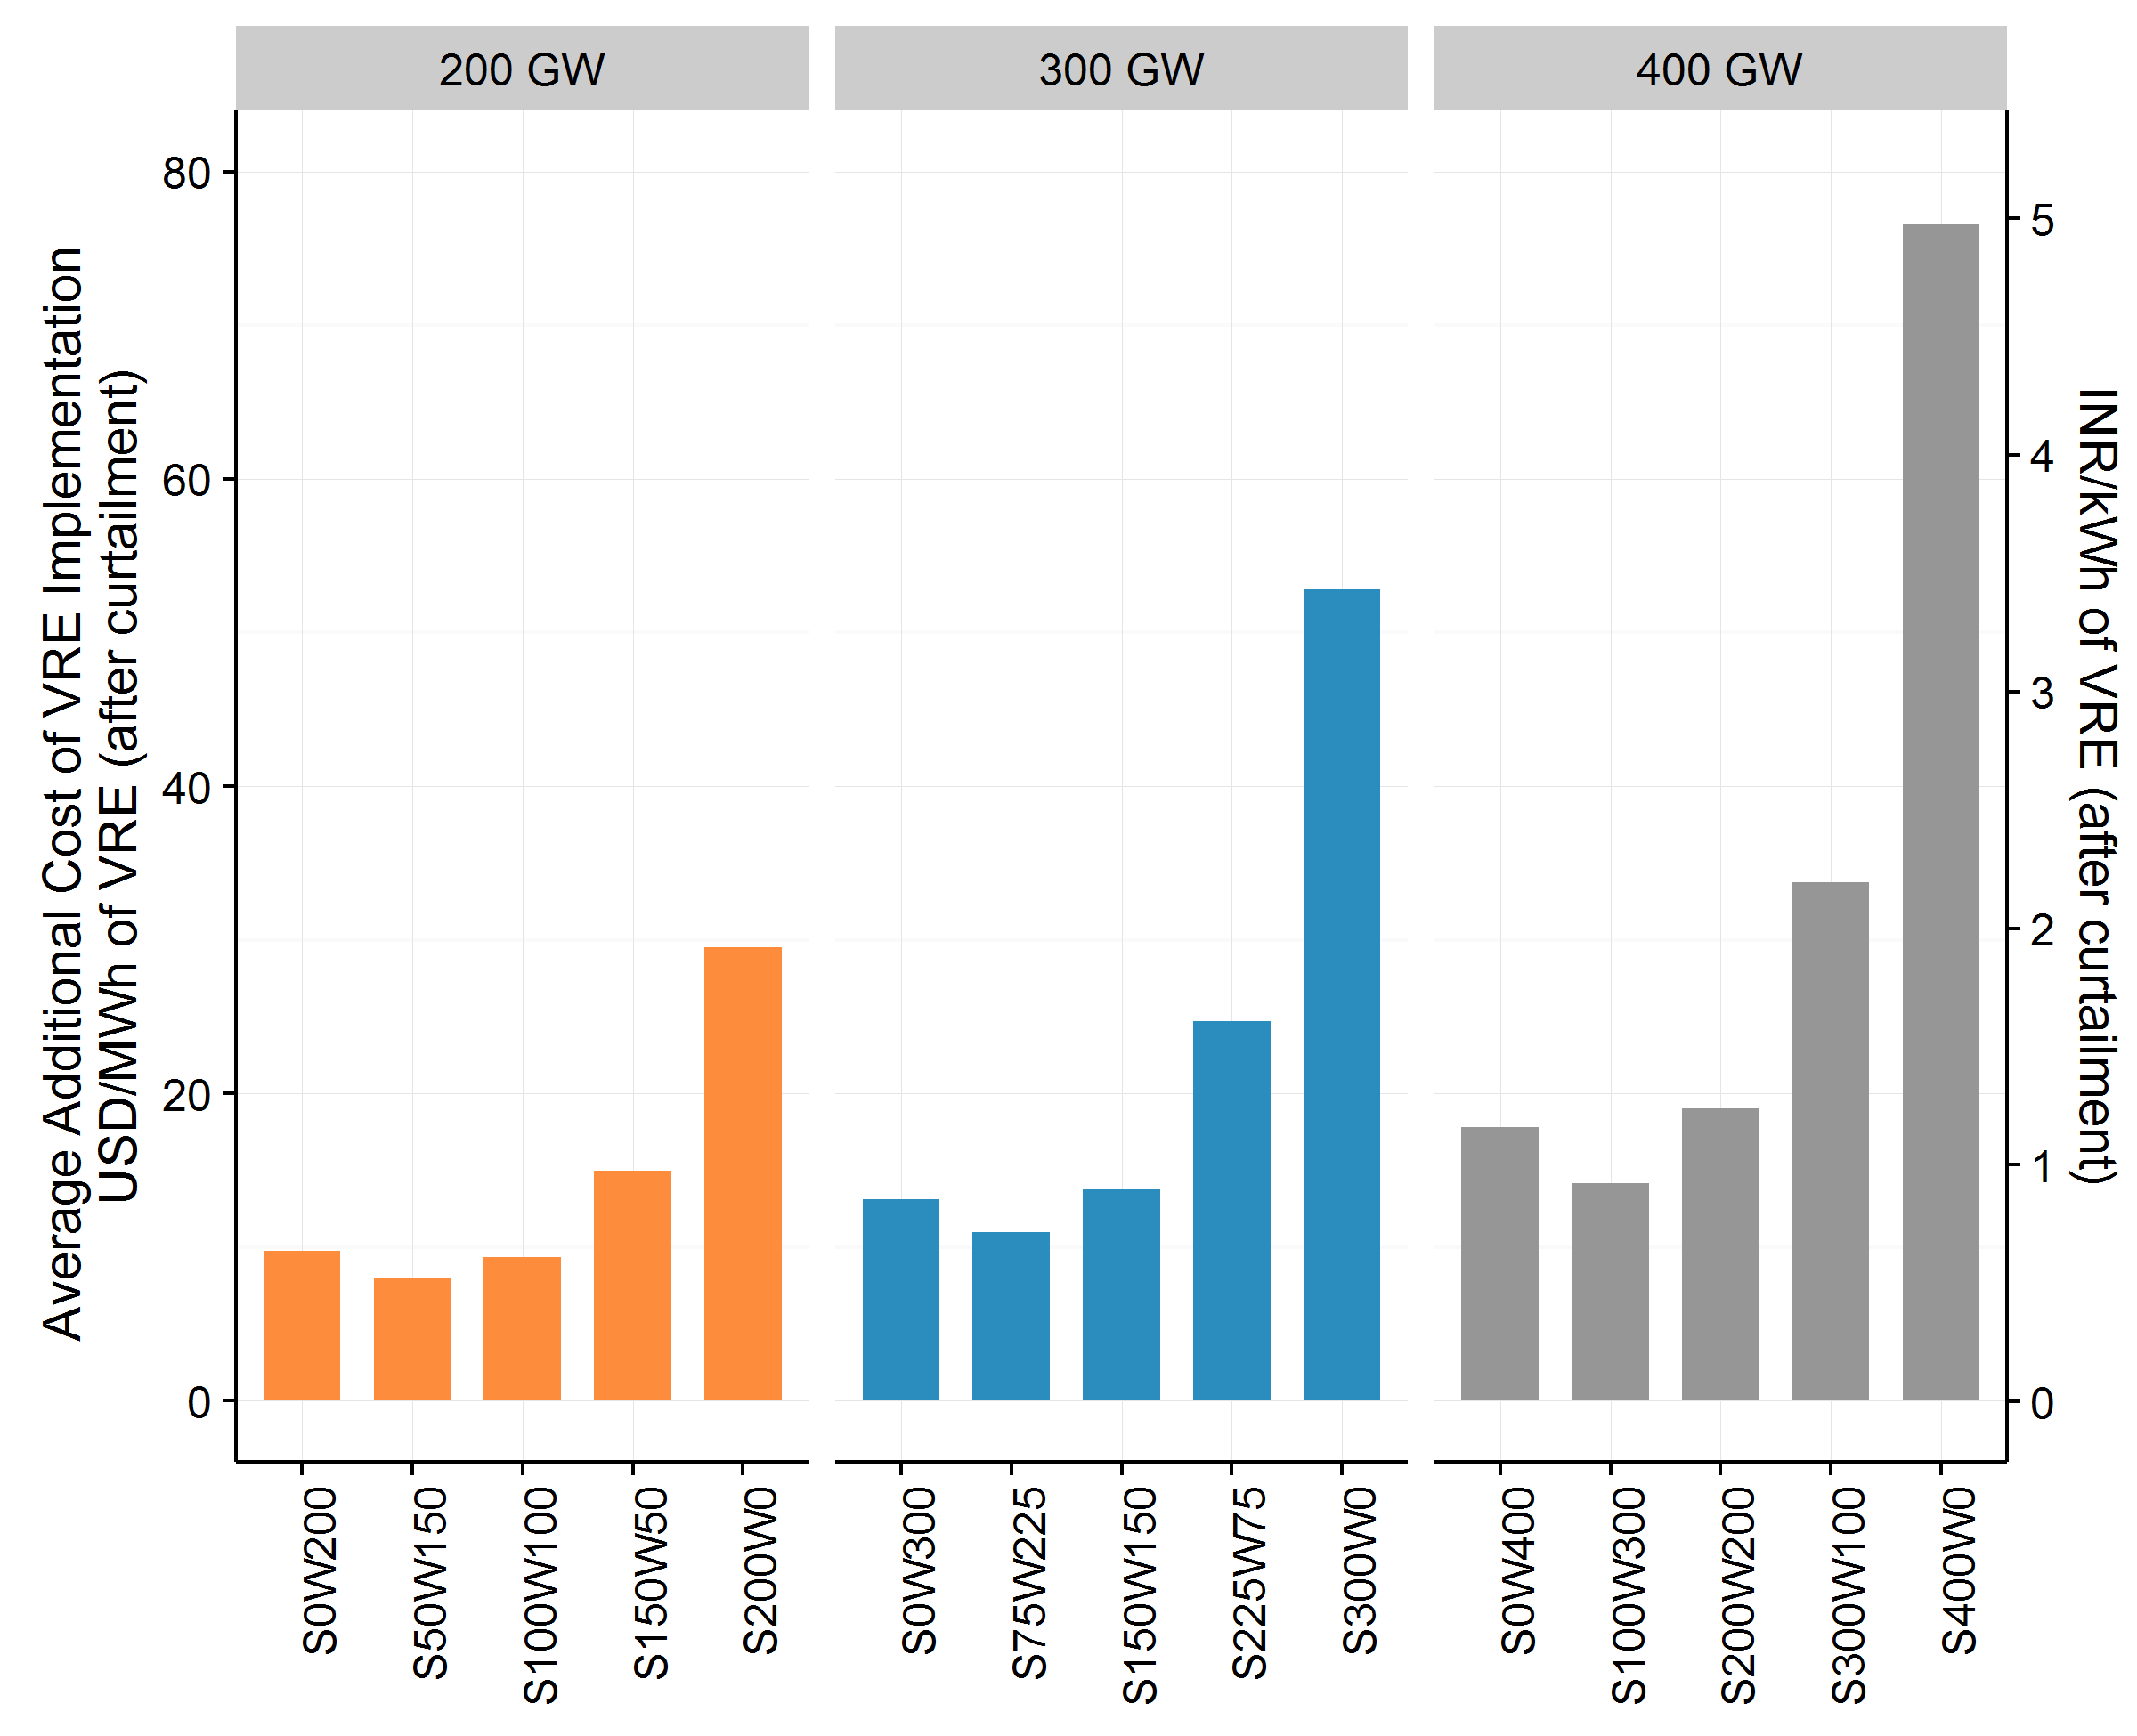 200 GW
300 GW
400 GW
Average Additional Cost of VRE Implementation
USD/MWh of VRE (after curtailment)
80
60
40
20
0
5
4
3
2
1
0
INR/kWh of VRE (after curtailment)
S0W200
S50W150
S100W100
S150W50
S200W0
S0W300
S75W225
S150W150
S225W75
S300W0
S0W400
S100W300
S200W200
S300W100
S400W0